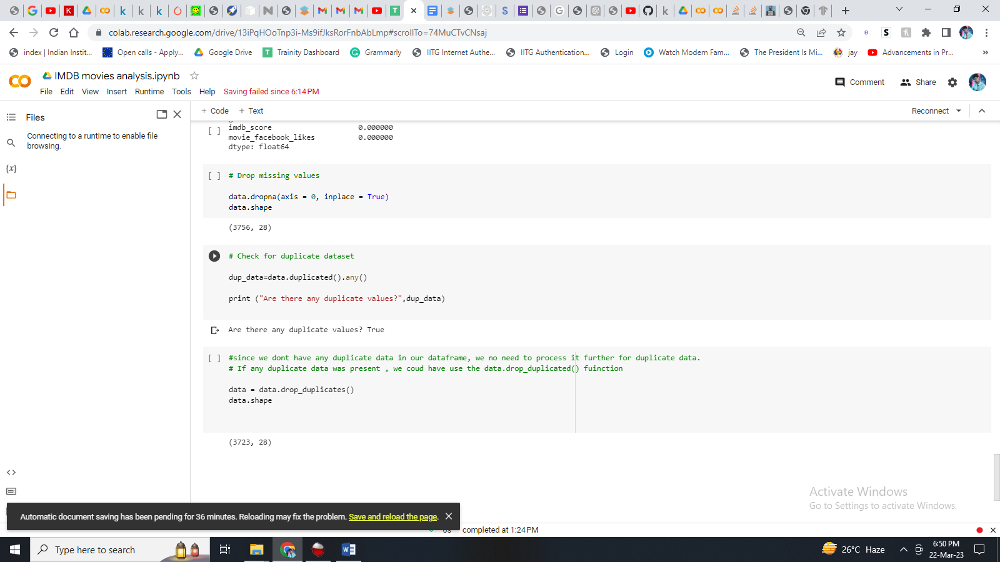 colab.research.google.com/drive/13iPqHOoTnp3i-Ms9ifJksRorFnbAbLmp#scrollTo=74MuCTvCNsaj
index | Indian Instit...
Open calls - Apply...
Google Drive
Trainity Dashboard
Grammarly
IITG Internet Authe...
IITG Authentication...
Login
Watch Modern Fam...
The President Is Mi...
jay
Advancements in Pr...
»
IMDB movies analysis.ipynb
Comment
Share
File Edit View Insert Runtime Tools Help Saving failed since 6:14 PM
Files
+ Code + Text
Reconnect
Connecting to a runtime to enable file
browsing.
[ ] imdb_score 0.000000
movie_facebook_likes 0.000000
dtype: float64
[ ] # Drop missing values
data.dropna(axis = 0, inplace = True)
data.shape
(3756, 28)
# Check for duplicate dataset
dup_data=data.duplicated().any()
print ("Are there any duplicate values?",dup_data)
Are there any duplicate values? True
[ ] #since we dont have any duplicate data in our dataframe, we no need to process it further for duplicate data.
# If any duplicate data was present , we coud have use the data.drop_duplicated() fuinction
data = data.drop_duplicates()
data.shape
(3723, 28)
{x}
<>
Activate Windows
Go to Settings to activate Windows.
Automatic document saving has been pending for 36 minutes. Reloading may fix the problem. Save and reload the page.
completed at 1:24 PM
Type here to search
26°C Haze
6:50 PM
22-Mar-23